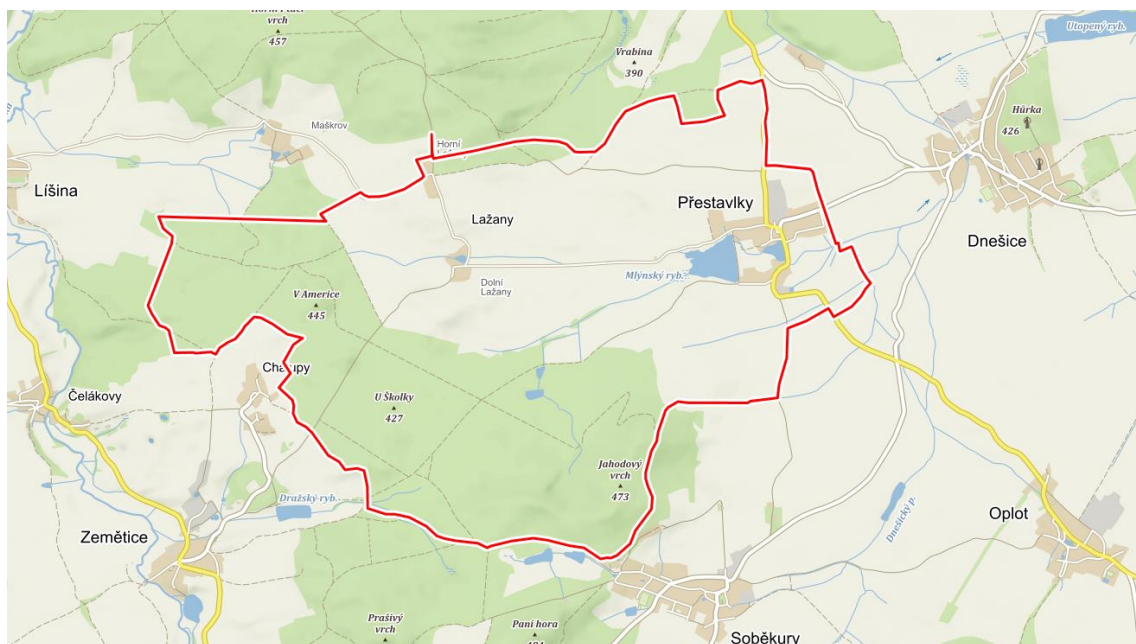 vrch
457
Vrabina
390
Utopený ryb.
Hůrka
426
Maškrov
Horní
Líšina
Přestavlky
Lažany
Dnešice
Mlýnský ryb.
Dolní
Lažany
V Americe
445
Chalupy
Čelákovy
U Školky
427
Jahodový
vrch
473
Dražský ryb.
Dnešický p.
Oplot
Zemětice
Prašivý
vrch
Paní hora
Soběkury